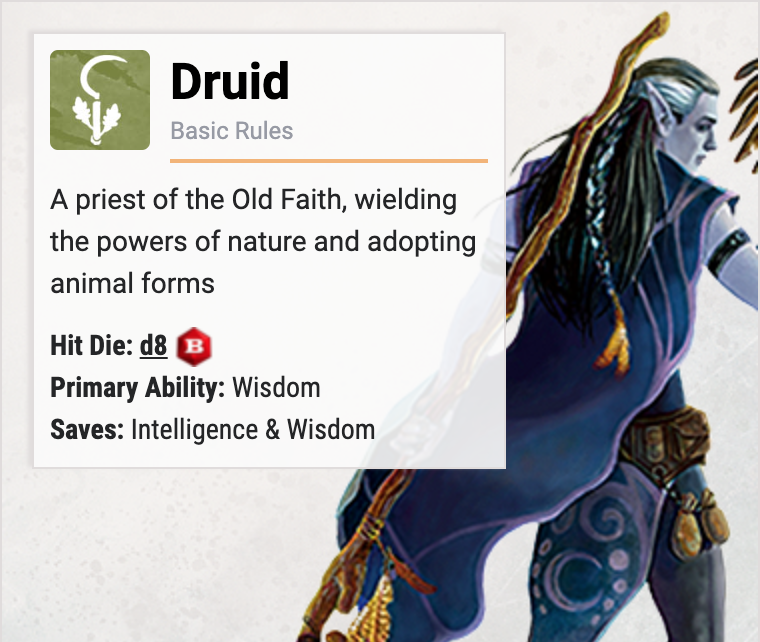 Druid
Basic Rules
A priest of the Old Faith, wielding
the powers of nature and adopting
animal forms
Hit Die: d8 B
Primary Ability: Wisdom
Saves: Intelligence & Wisdom